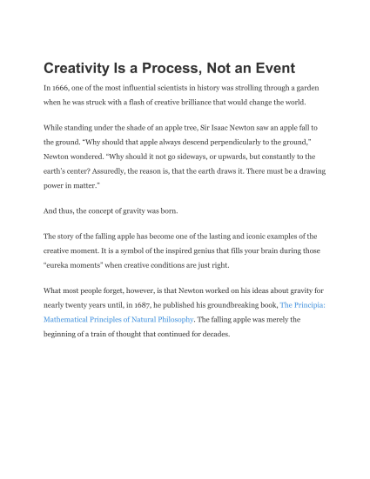 Creativity Is a Process, Not an Event
In 1666, one of the most influential scientists in history was strolling through a garden
when he was struck with a flash of creative brilliance that would change the world.
While standing under the shade of an apple tree, Sir Isaac Newton saw an apple fall to
the ground. “Why should that apple always descend perpendicularly to the ground,”
Newton wondered. “Why should it not go sideways, or upwards, but constantly to the
earth’s center? Assuredly, the reason is, that the earth draws it. There must be a drawing
power in matter.”
And thus, the concept of gravity was born.
The story of the falling apple has become one of the lasting and iconic examples of the
creative moment. It is a symbol of the inspired genius that fills your brain during those
“eureka moments” when creative conditions are just right.
What most people forget, however, is that Newton worked on his ideas about gravity for
nearly twenty years until, in 1687, he published his groundbreaking book, The Principia:
Mathematical Principles of Natural Philosophy. The falling apple was merely the
beginning of a train of thought that continued for decades.